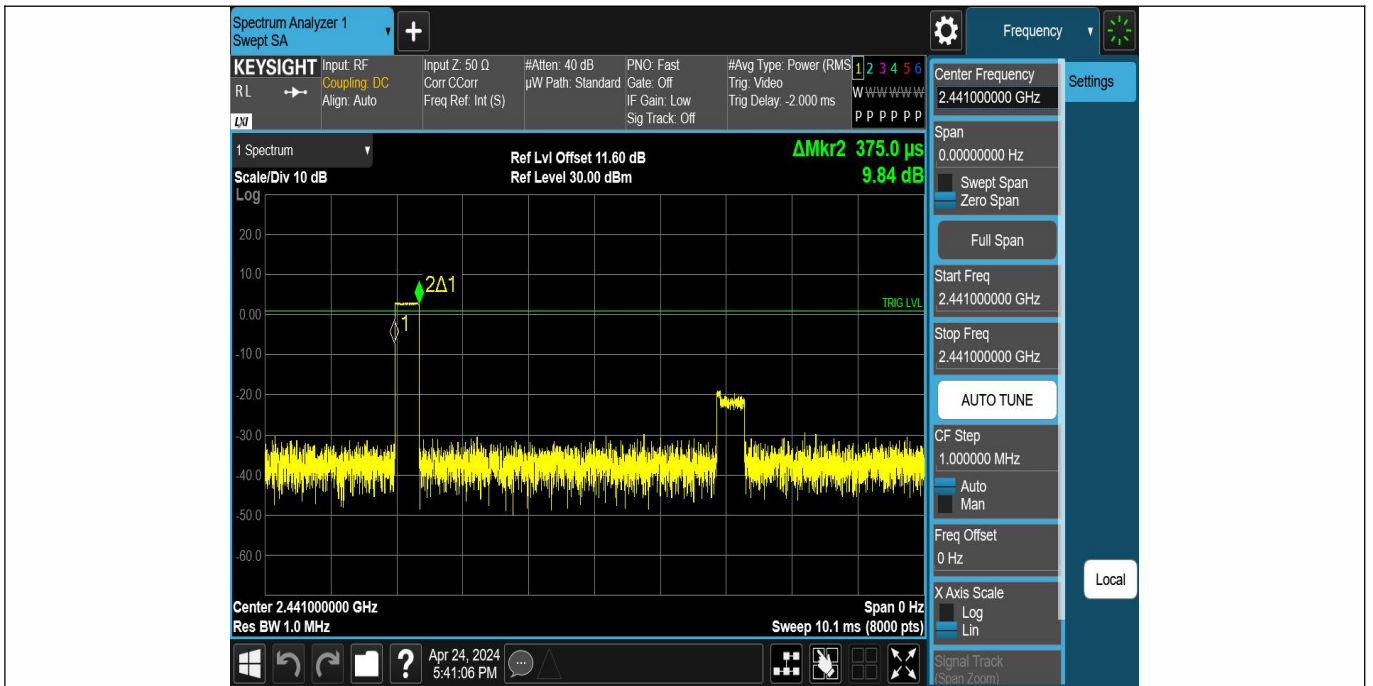 Spectrum Analyzer 1
Swept SA
+
Frequency
KEYSIGHT
RL
LXI
Input: RF
Coupling: DC
Align: Auto
Input Z: 50 Ω
Corr CCorr
Freq Ref: Int (S)
#Atten: 40 dB
µW Path: Standard
PNO: Fast
Gate: Off
IF Gain: Low
Sig Track: Off
#Avg Type: Power (RMS
Trig: Video
Trig Delay: -2.000 ms
1 2 3 4 5 6
W W W W W W
P P P P P P
1 Spectrum
Scale/Div 10 dB
Log
Ref Lvl Offset 11.60 dB
Ref Level 30.00 dBm
ΔMkr2 375.0 µs
9.84 dB
20.0
10.0
0.00
-10.0
-20.0
-30.0
-40.0
-50.0
-60.0
2Δ1
1
TRIG LVL
Center 2.441000000 GHz
Res BW 1.0 MHz
Span 0 Hz
Sweep 10.1 ms (8000 pts)
?
Apr 24, 2024
5:41:06 PM
Center Frequency
2.441000000 GHz
Settings
Span
0.00000000 Hz
Swept Span
Zero Span
Full Span
Start Freq
2.441000000 GHz
Stop Freq
2.441000000 GHz
AUTO TUNE
CF Step
1.000000 MHz
Auto
Man
Freq Offset
0 Hz
Local
X Axis Scale
Log
Lin
Signal Track
(Span Zoom)